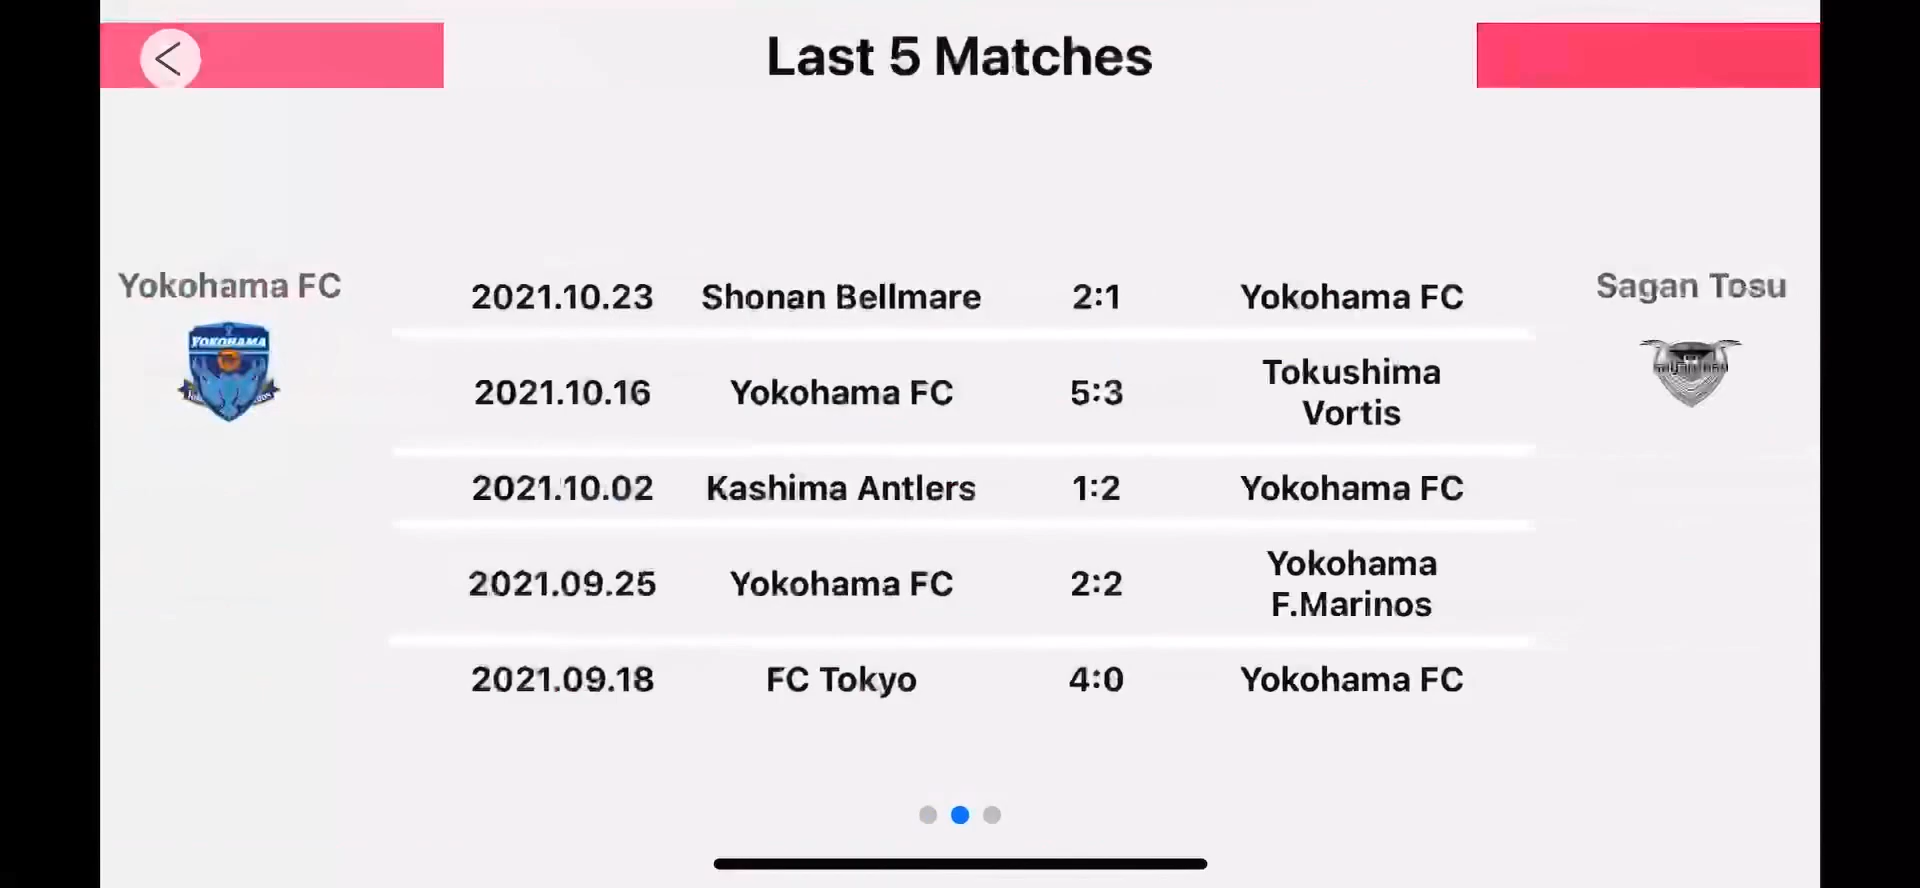 Last 5 Matches
Yokohama FC
YOKOHAMA
Sagan Tosu
2021.10.23 Shonan Bellmare 2:1 Yokohama FC
2021.10.16 Yokohama FC 5:3 Tokushima
Vortis
2021.10.02 Kashima Antlers 1:2 Yokohama FC
2021.09.25 Yokohama FC 2:2 Yokohama
F.Marinos
2021.09.18 FC Tokyo 4:0 Yokohama FC